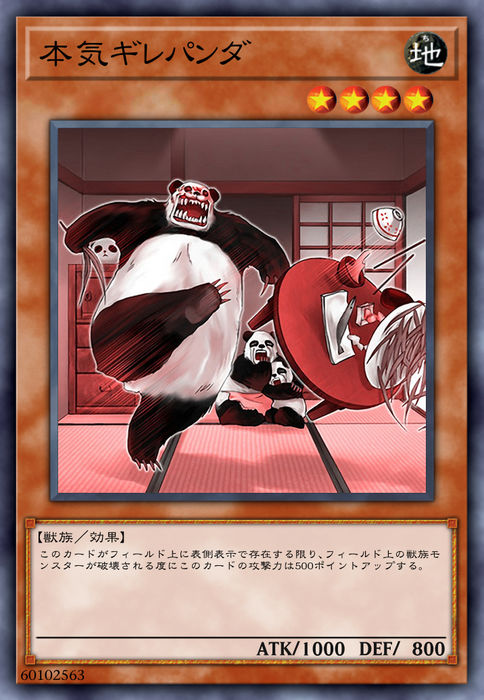 本気ギレパンダ
ち
地
【獣族／効果】
このカードがフィールド上に表側表示で存在する限り、フィールド上の獣族モ
ンスターが破壊される度にこのカードの攻撃力は500ポイントアップする。
ATK/1000 DEF/ 800
60102563